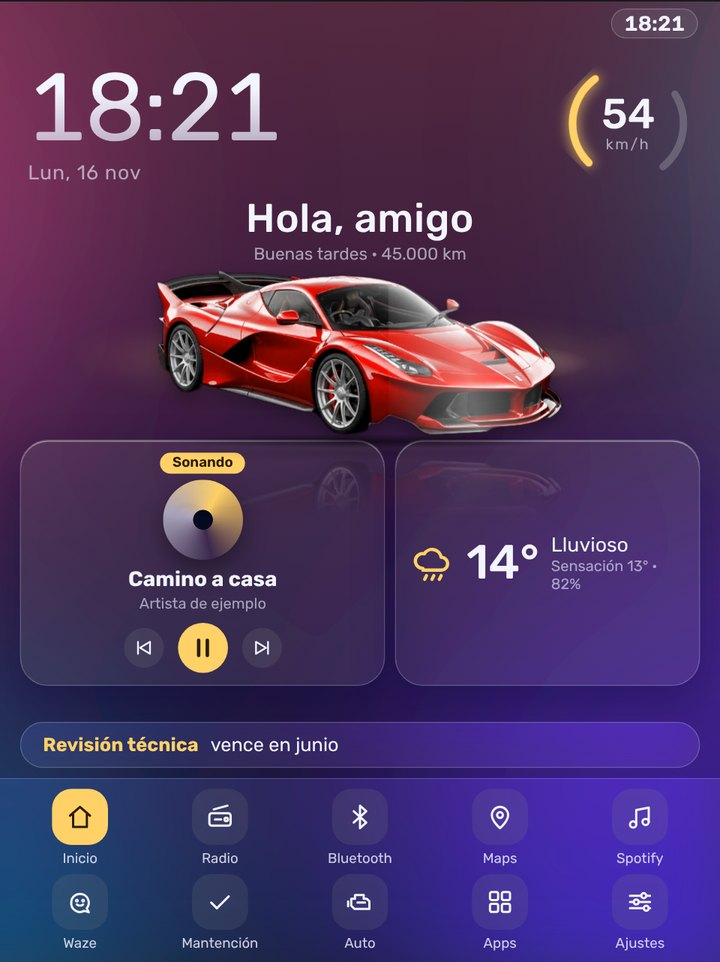 18:21
18:21
Lun, 16 nov
54
km/h
Hola, amigo
Buenas tardes • 45.000 km
Sonando
Camino a casa
Artista de ejemplo
14°
Lluvioso
Sensación 13° •
82%
Revisión técnica vence en junio
Inicio
Radio
Bluetooth
Maps
Spotify
Waze
Mantención
Auto
Apps
Ajustes